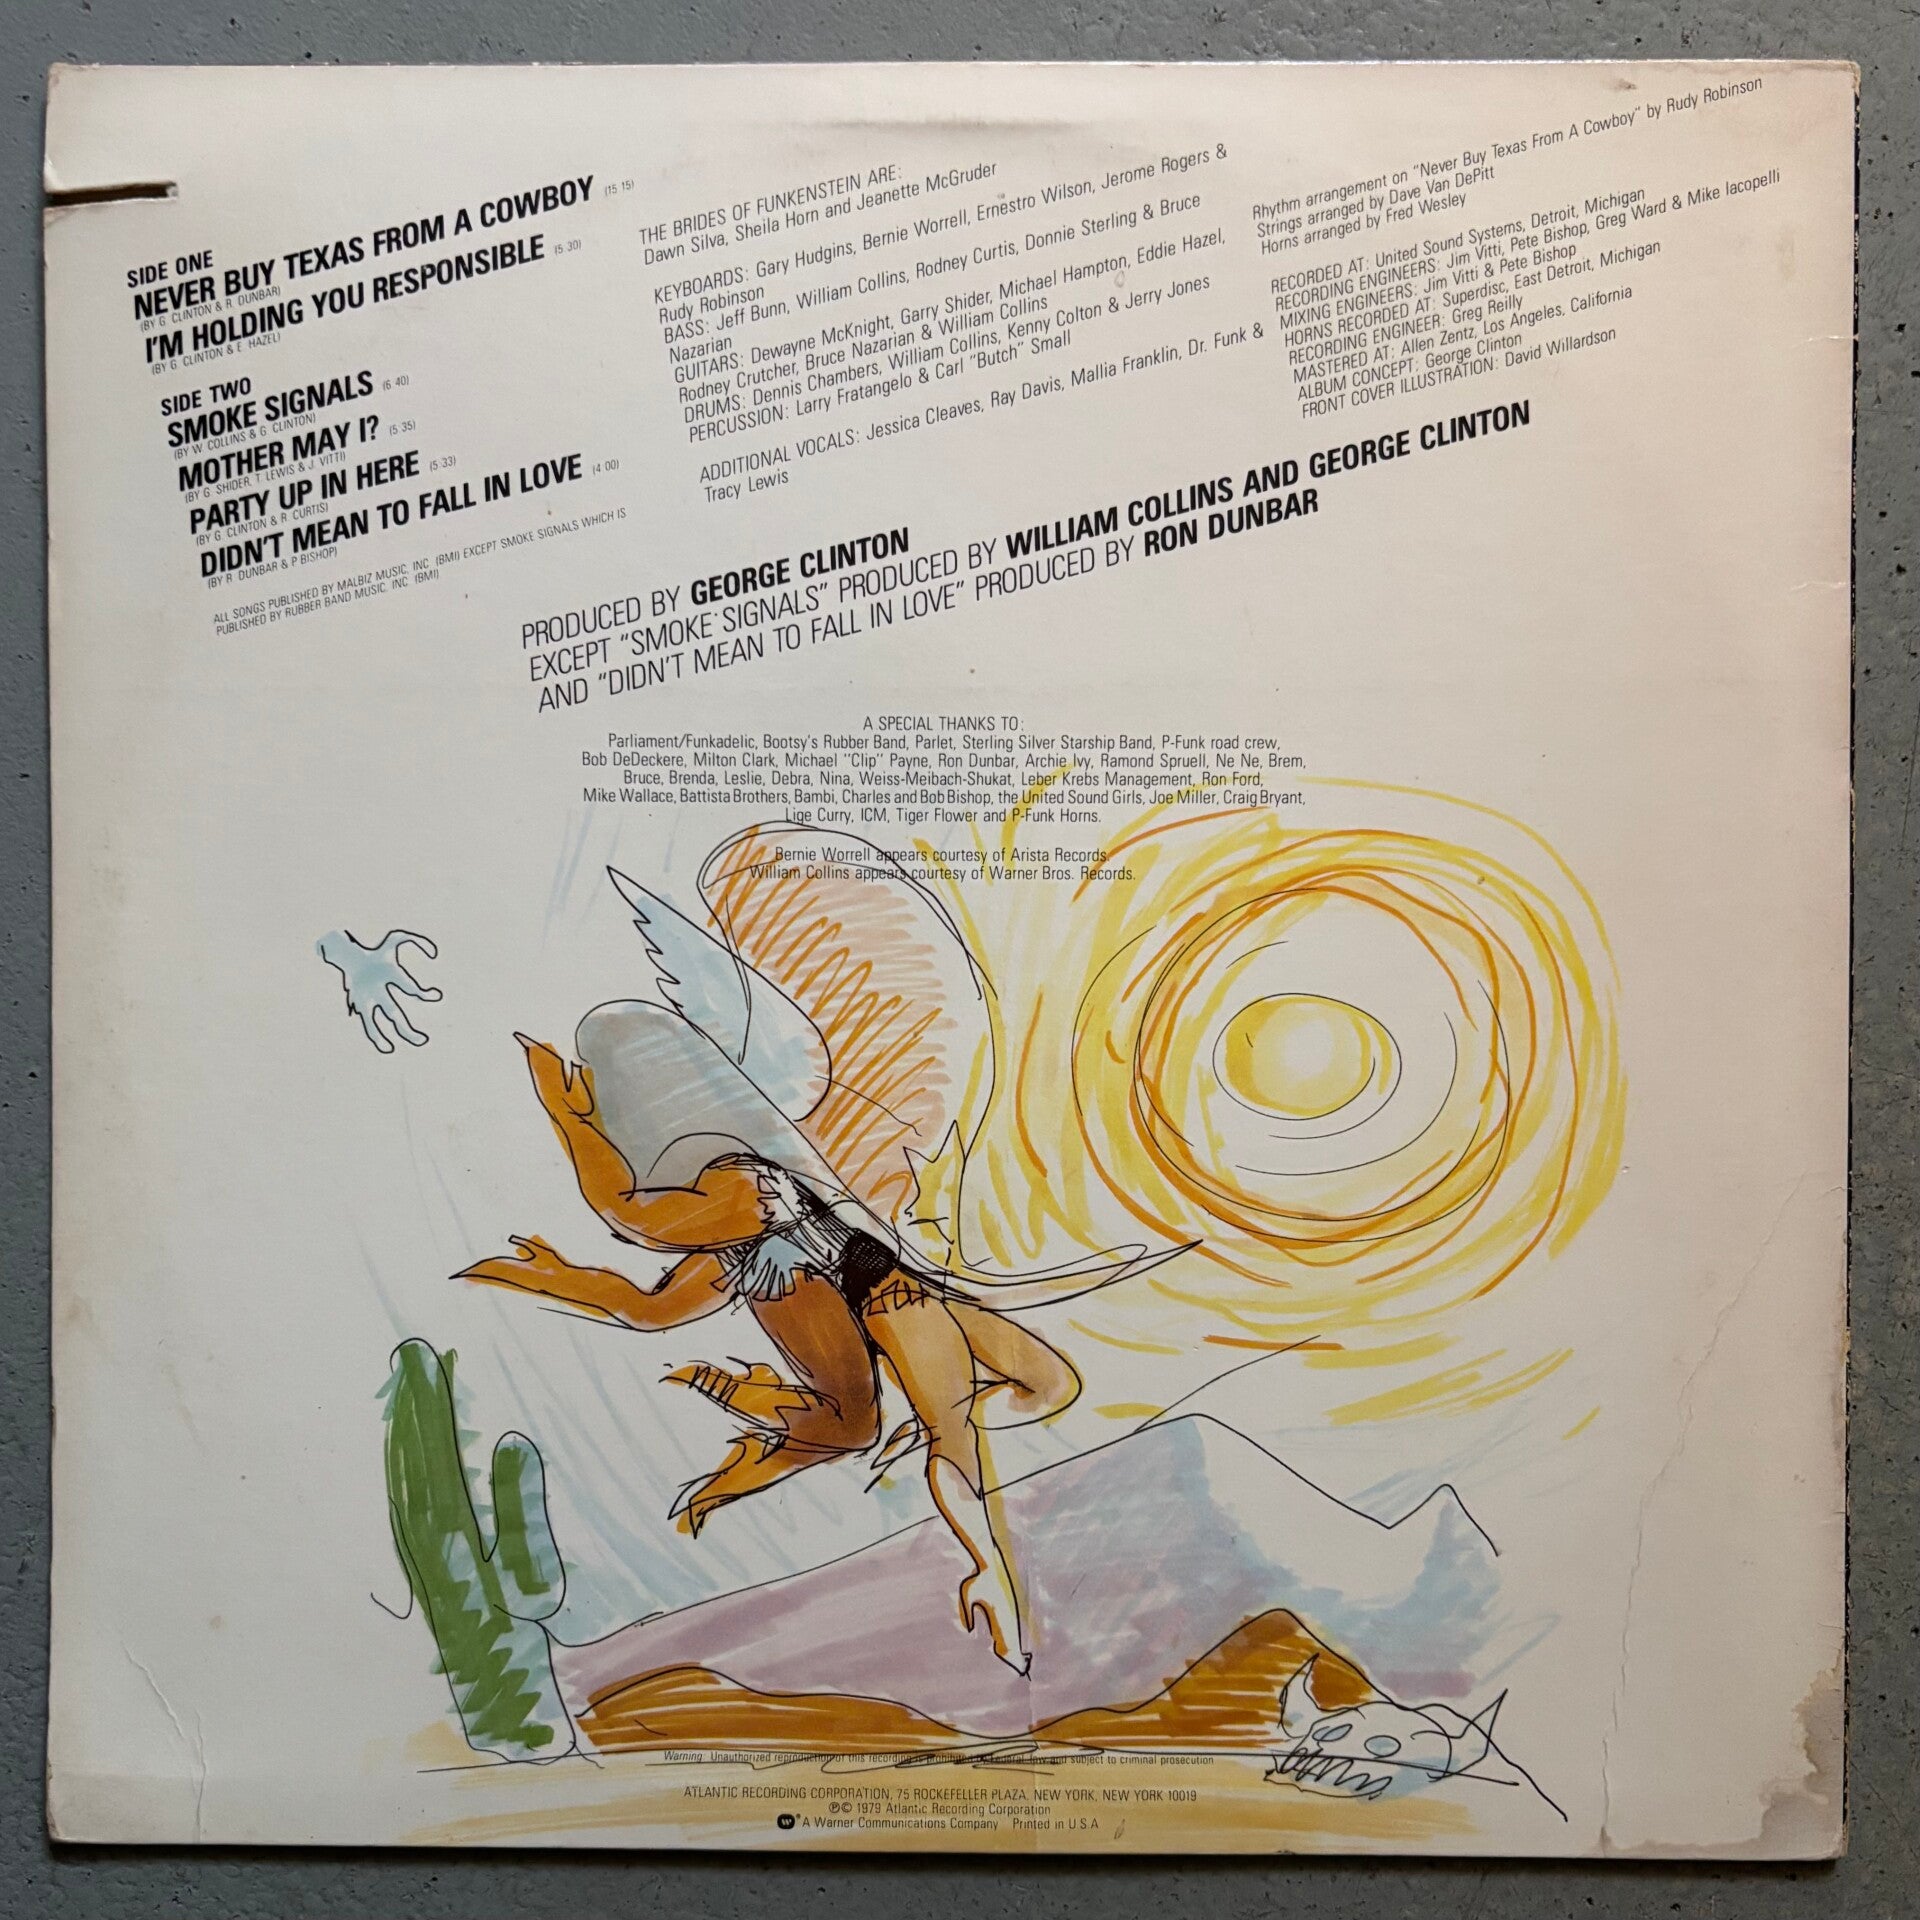 SIDE ONE
NEVER BUY TEXAS FROM A COWBOY (15 15)
(BY G. CLINTON & R. DUNBAR)
I'M HOLDING YOU RESPONSIBLE (5 30)
(BY G. CLINTON & E. HAZEL)
SIDE TWO
SMOKE SIGNALS (6 40)
(BY W. COLLINS & G. CLINTON)
MOTHER MAY I? (5 35)
(BY G. SHIDER, T. LEWIS & J. VITTI)
PARTY UP IN HERE (5 33)
(BY G. CLINTON & R. CURTIS)
DIDN'T MEAN TO FALL IN LOVE (4 00)
(BY R. DUNBAR & P. BISHOP)
ALL SONGS PUBLISHED BY MALBIZ MUSIC, INC. (BMI) EXCEPT SMOKE SIGNALS WHICH IS
PUBLISHED BY RUBBER BAND MUSIC, INC. (BMI)
THE BRIDES OF FUNKENSTEIN ARE:
Dawn Silva, Sheila Horn and Jeanette McGruder
KEYBOARDS: Gary Hudgins, Bernie Worrell, Ernestro Wilson, Jerome Rogers &
Rudy Robinson
BASS: Jeff Bunn, William Collins, Rodney Curtis, Donnie Sterling & Bruce
Nazarian
GUITARS: Dewayne McKnight, Garry Shider, Michael Hampton, Eddie Hazel,
Rodney Crutcher, Bruce Nazarian & William Collins
DRUMS: Dennis Chambers, William Collins, Kenny Colton & Jerry Jones
PERCUSSION: Larry Fratangelo & Carl "Butch" Small
ADDITIONAL VOCALS: Jessica Cleaves, Ray Davis, Mallia Franklin, Dr. Funk &
Tracy Lewis
Rhythm arrangement on "Never Buy Texas From A Cowboy" by Rudy Robinson
Strings arranged by Dave Van DePitt
Horns arranged by Fred Wesley
RECORDED AT: United Sound Systems, Detroit, Michigan
RECORDING ENGINEERS: Jim Vitti, Pete Bishop, Greg Ward & Mike Iacopelli
MIXING ENGINEERS: Jim Vitti & Pete Bishop
HORNS RECORDED AT: Superdisc, East Detroit, Michigan
RECORDING ENGINEER: Greg Reilly
MASTERED AT: Allen Zentz, Los Angeles, California
ALBUM CONCEPT: George Clinton
FRONT COVER ILLUSTRATION: David Willardson
PRODUCED BY GEORGE CLINTON
EXCEPT "SMOKE SIGNALS" PRODUCED BY WILLIAM COLLINS AND GEORGE CLINTON
AND "DIDN'T MEAN TO FALL IN LOVE" PRODUCED BY RON DUNBAR
A SPECIAL THANKS TO:
Parliament/Funkadelic, Bootsy's Rubber Band, Parlet, Sterling Silver Starship Band, P-Funk road crew,
Bob DeDeckere, Milton Clark, Michael "Clip" Payne, Ron Dunbar, Archie Ivy, Ramond Spruell, Ne Ne, Brem,
Bruce, Brenda, Leslie, Debra, Nina, Weiss-Meibach-Shukat, Leber Krebs Management, Ron Ford,
Mike Wallace, Battista Brothers, Bambi, Charles and Bob Bishop, the United Sound Girls, Joe Miller, Craig Bryant,
Lige Curry, ICM, Tiger Flower and P-Funk Horns.
Bernie Worrell appears courtesy of Arista Records.
William Collins appears courtesy of Warner Bros. Records.
Warning: Unauthorized reproduction of this recording is prohibited by Federal law and subject to criminal prosecution
ATLANTIC RECORDING CORPORATION, 75 ROCKEFELLER PLAZA, NEW YORK, NEW YORK 10019
℗© 1979 Atlantic Recording Corporation
W® A Warner Communications Company Printed in U.S.A